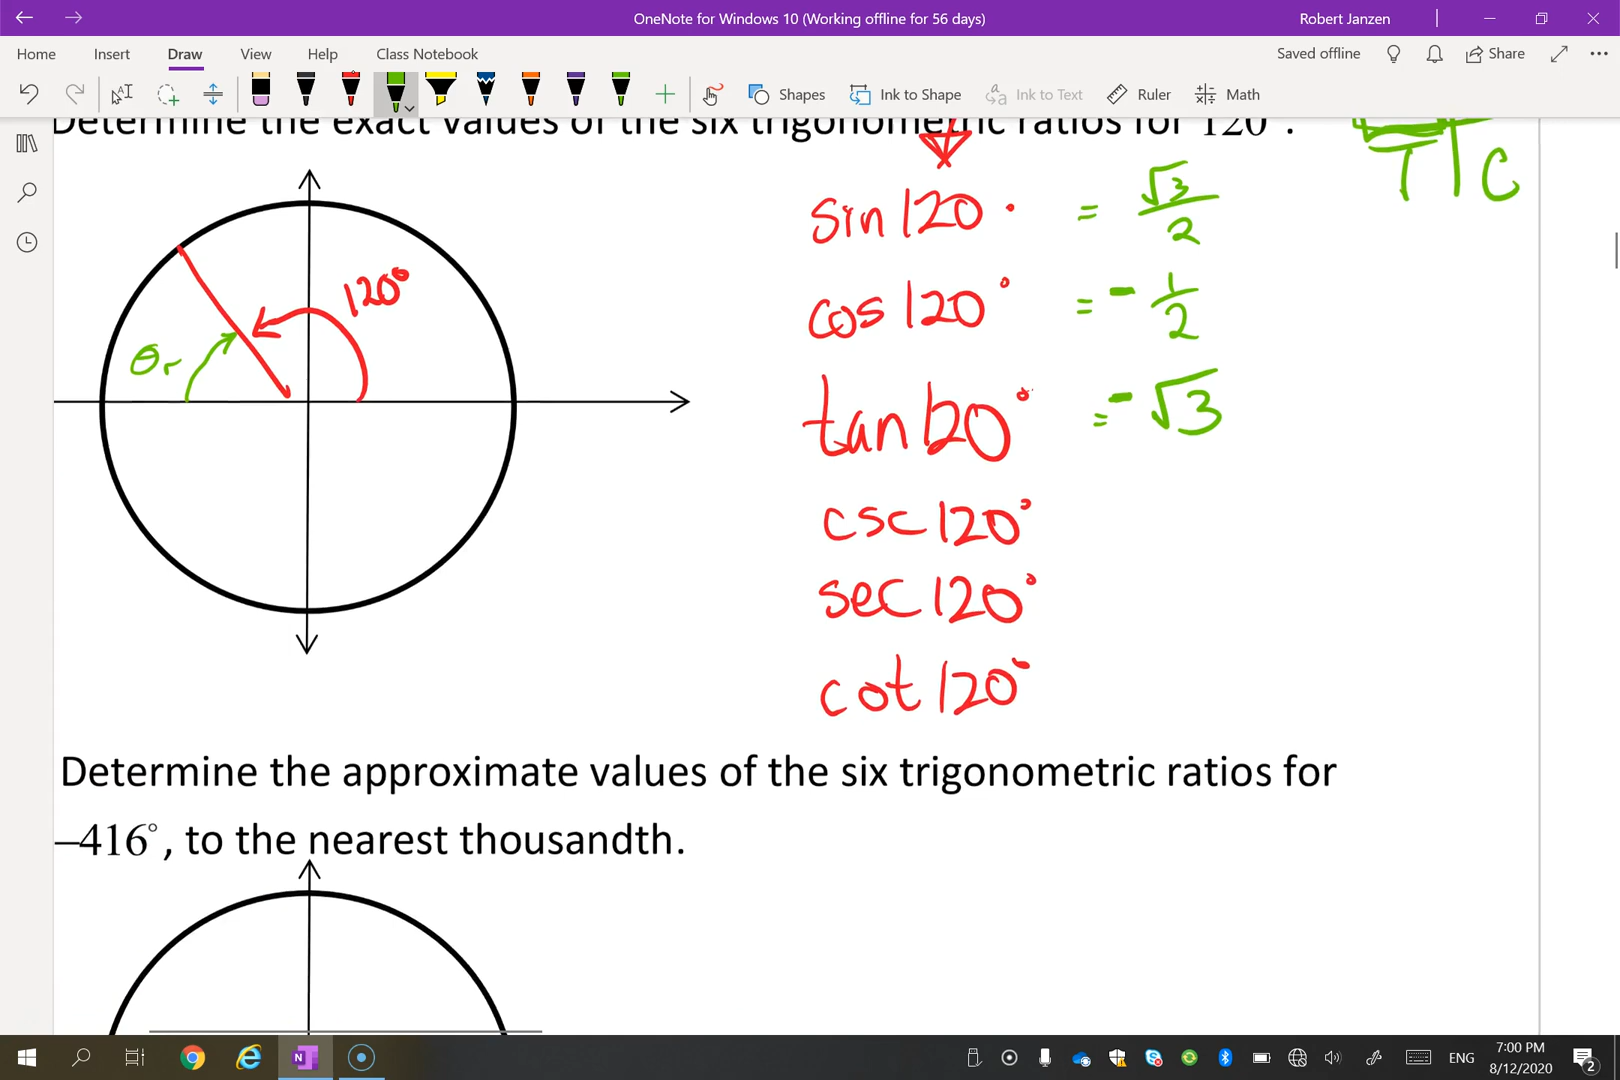 OneNote for Windows 10 (Working offline for 56 days)
Robert Janzen
Home Insert Draw View Help Class Notebook
Saved offline
Share
Shapes Ink to Shape Ink to Text Ruler Math
Determine the exact values of the six trigonometric ratios for 120°.
T C
sin 120° = √3/2
120°
cos 120° = - 1/2
θr
tan 120° = - √3
csc 120°
sec 120°
cot 120°
Determine the approximate values of the six trigonometric ratios for
–416°, to the nearest thousandth.
ENG
7:00 PM
8/12/2020
2